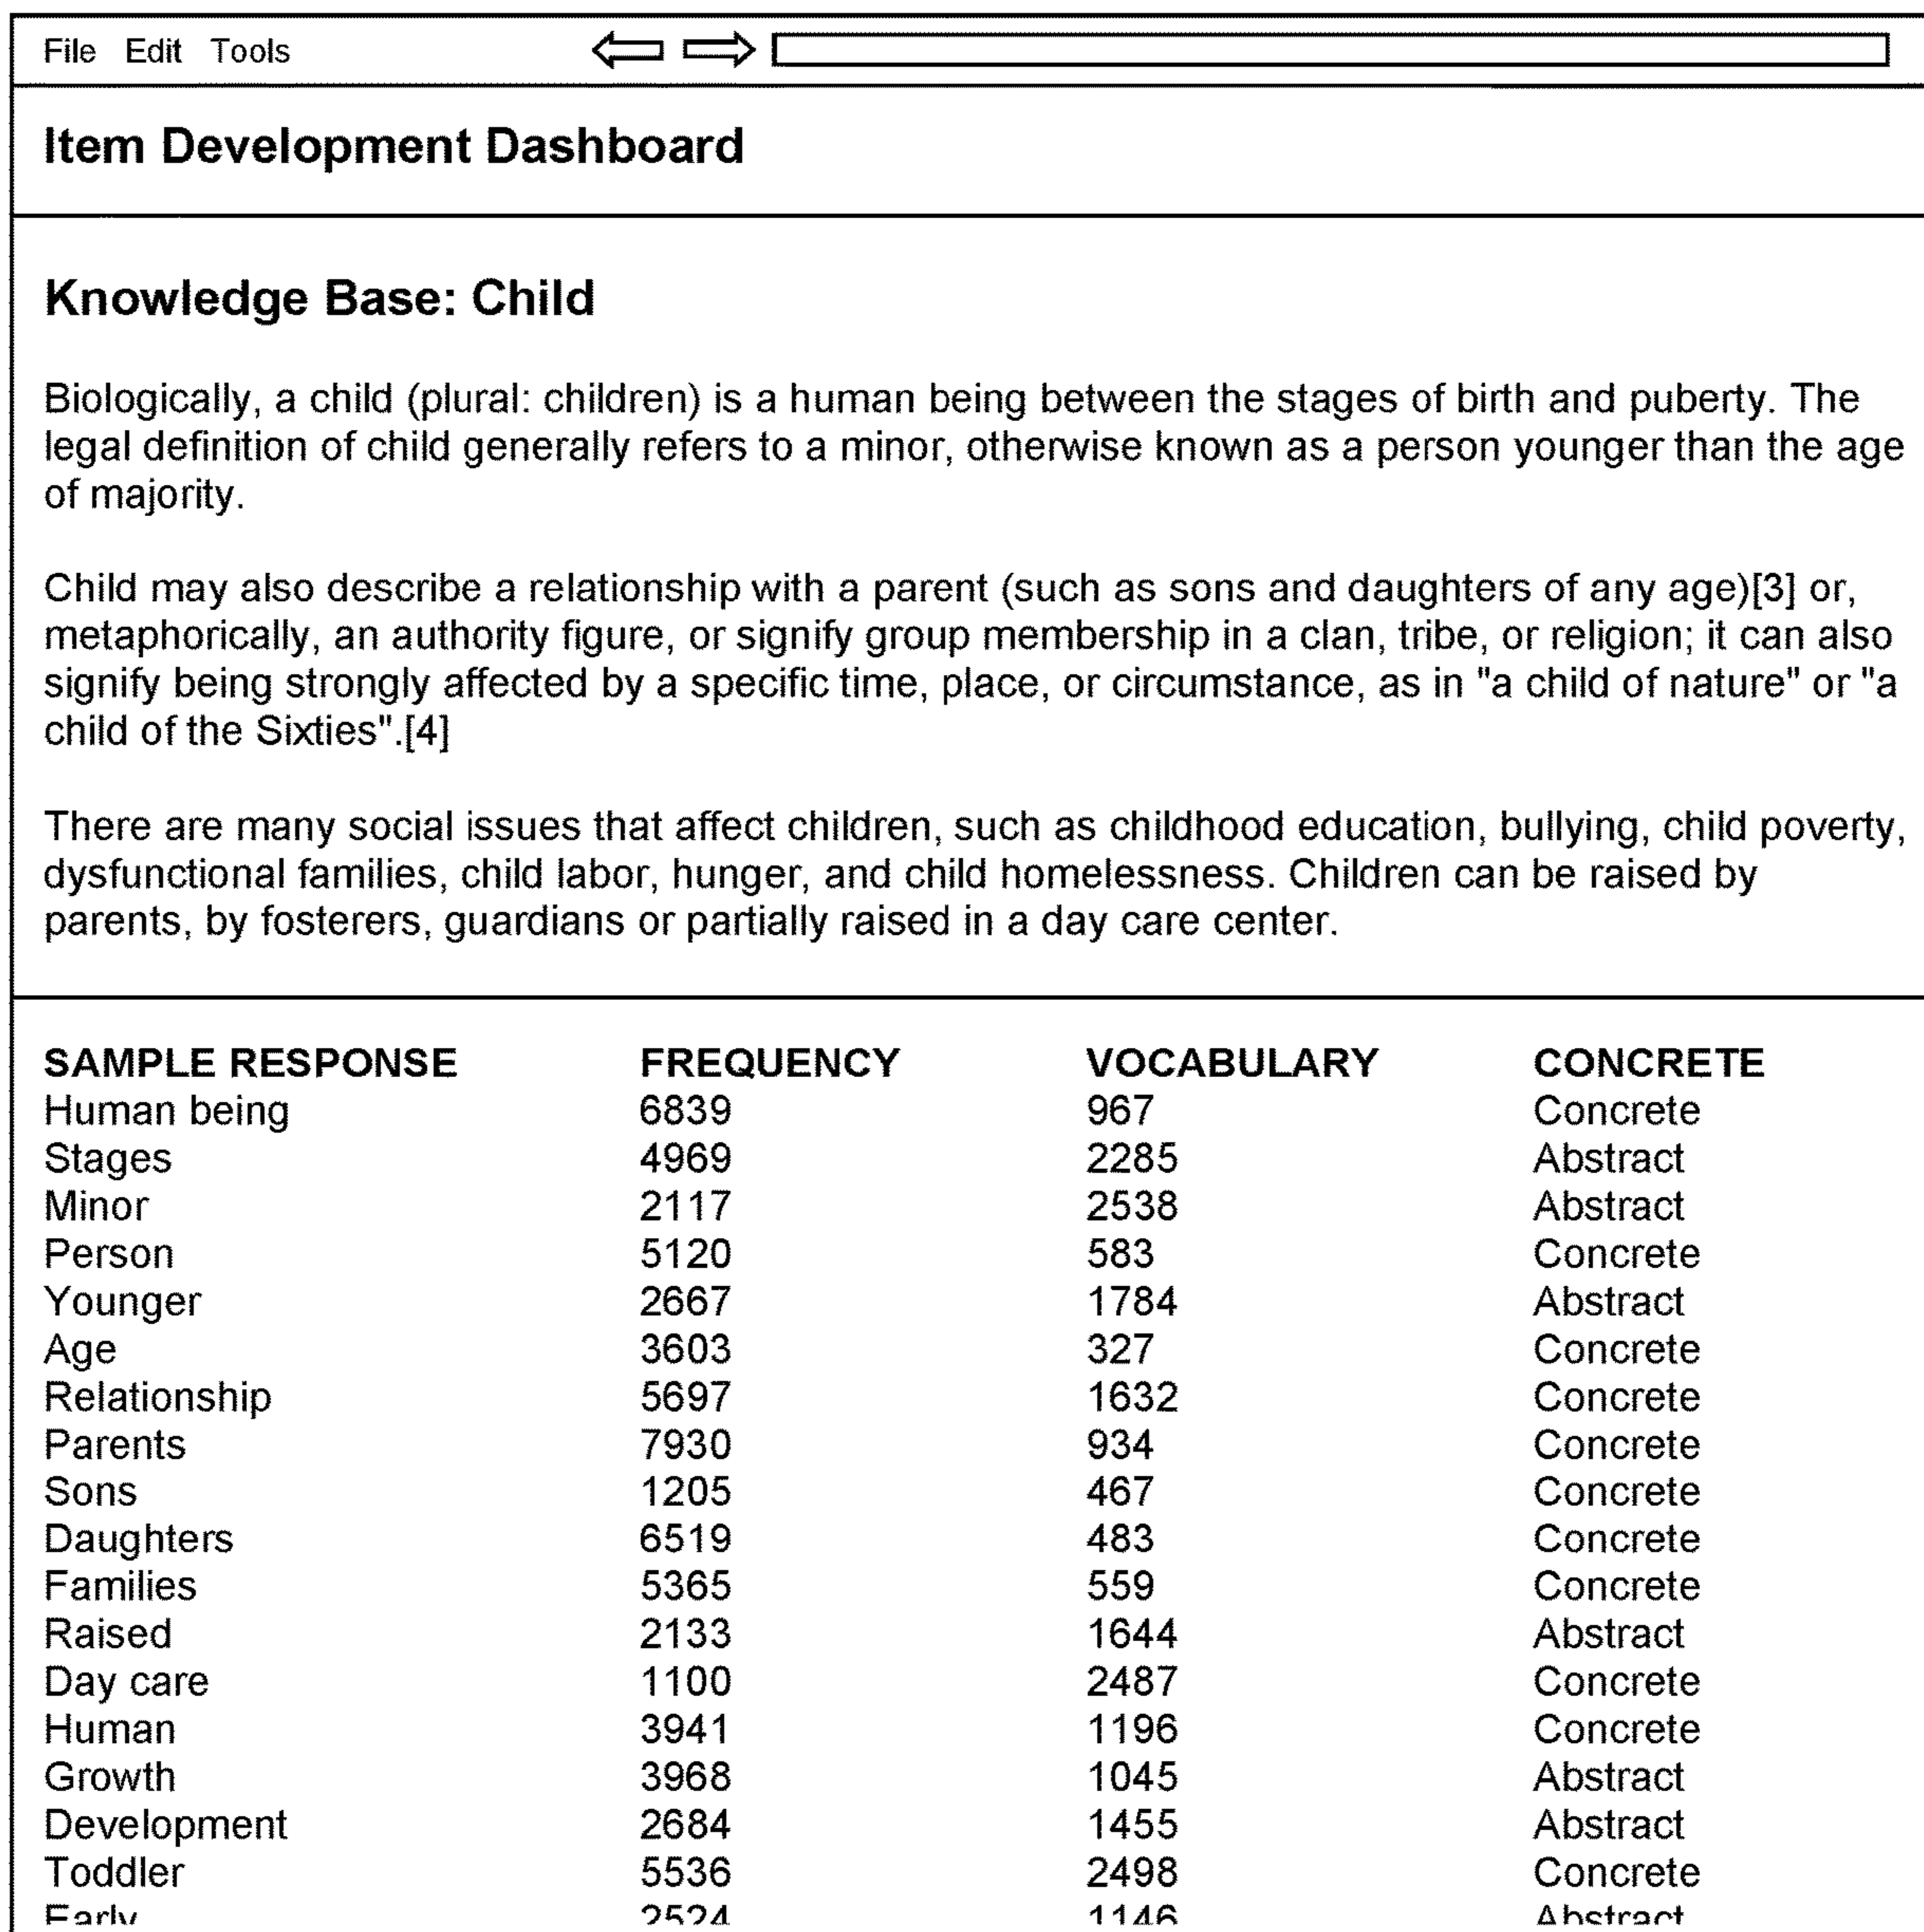 File Edit Tools
Item Development Dashboard
Knowledge Base: Child
Biologically, a child (plural: children) is a human being between the stages of birth and puberty. The
legal definition of child generally refers to a minor, otherwise known as a person younger than the age
of majority.
Child may also describe a relationship with a parent (such as sons and daughters of any age)[3] or,
metaphorically, an authority figure, or signify group membership in a clan, tribe, or religion; it can also
signify being strongly affected by a specific time, place, or circumstance, as in "a child of nature" or "a
child of the Sixties".[4]
There are many social issues that affect children, such as childhood education, bullying, child poverty,
dysfunctional families, child labor, hunger, and child homelessness. Children can be raised by
parents, by fosterers, guardians or partially raised in a day care center.
SAMPLE RESPONSE FREQUENCY VOCABULARY CONCRETE
Human being 6839 967 Concrete
Stages 4969 2285 Abstract
Minor 2117 2538 Abstract
Person 5120 583 Concrete
Younger 2667 1784 Abstract
Age 3603 327 Concrete
Relationship 5697 1632 Concrete
Parents 7930 934 Concrete
Sons 1205 467 Concrete
Daughters 6519 483 Concrete
Families 5365 559 Concrete
Raised 2133 1644 Abstract
Day care 1100 2487 Concrete
Human 3941 1196 Concrete
Growth 3968 1045 Abstract
Development 2684 1455 Abstract
Toddler 5536 2498 Concrete
Early 2524 1146 Abstract